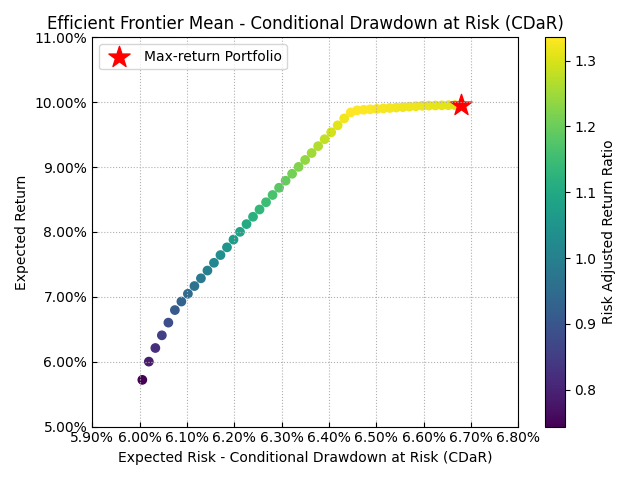 Efficient Frontier Mean - Conditional Drawdown at Risk (CDaR)
11.00%
10.00%
9.00%
8.00%
7.00%
6.00%
5.00%
Expected Return
Max-return Portfolio
5.90% 6.00% 6.10% 6.20% 6.30% 6.40% 6.50% 6.60% 6.70% 6.80%
Expected Risk - Conditional Drawdown at Risk (CDaR)
1.3
1.2
1.1
1.0
0.9
0.8
Risk Adjusted Return Ratio